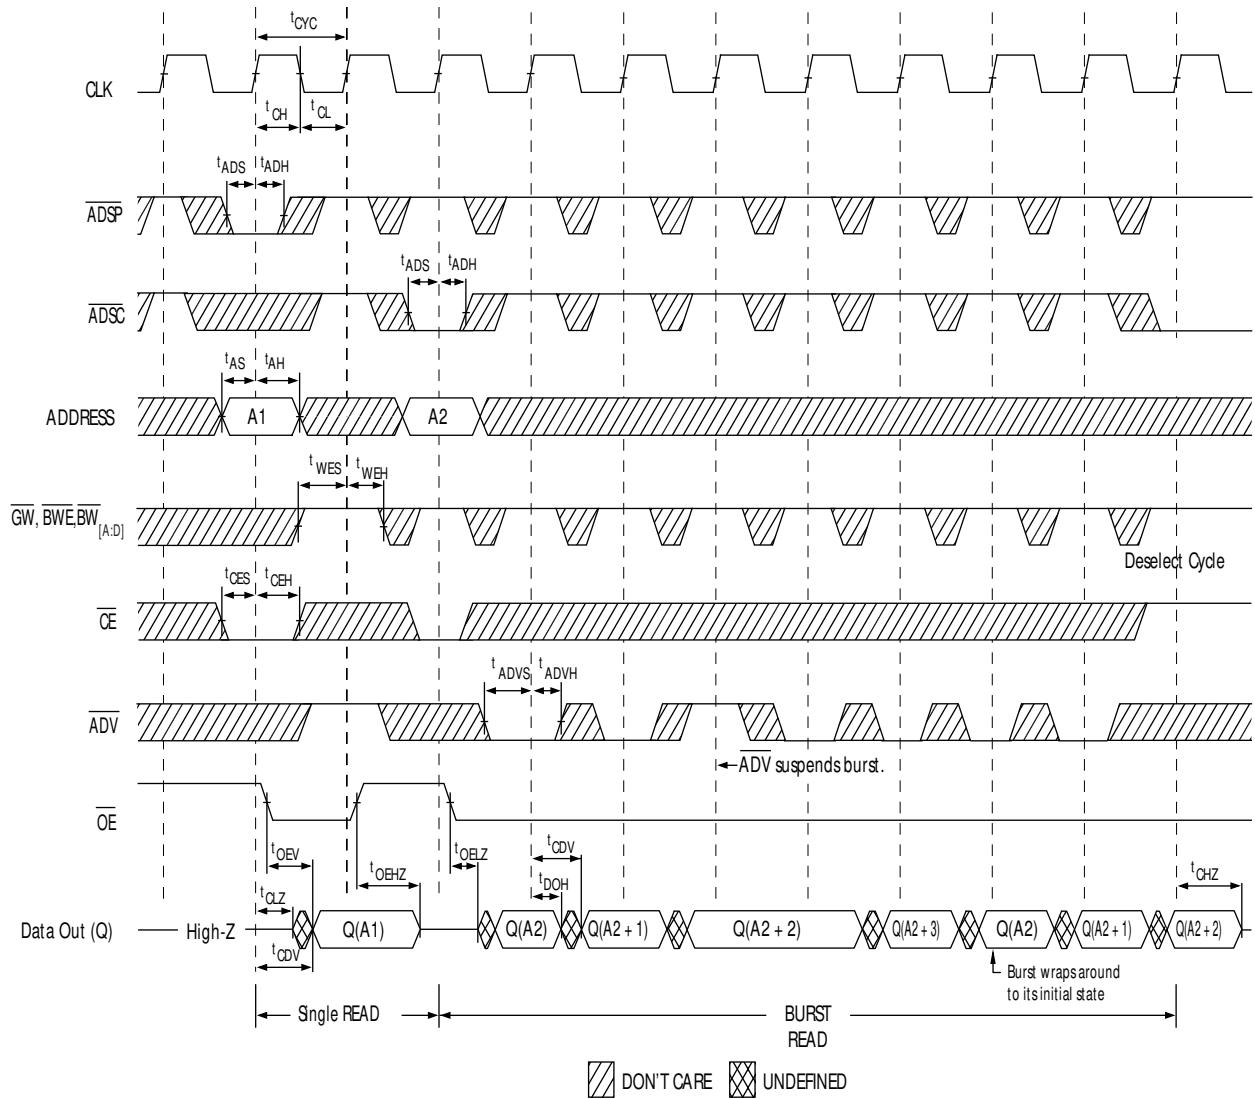 tCYC
CLK
tCH
tCL
tADS
tADH
ADSP
tADS
tADH
ADSC
tAS
tAH
ADDRESS
A1
A2
tWES
tWEH
GW, BWE,BW[A:D]
Deselect Cycle
tCES
tCEH
CE
tADVS
tADVH
ADV
ADV suspends burst.
OE
tOEV
tOEHZ
tOELZ
tCDV
tDOH
tCLZ
tCHZ
Data Out (Q)
High-Z
Q(A1)
Q(A2)
Q(A2 + 1)
Q(A2 + 2)
Q(A2 + 3)
Q(A2)
Q(A2 + 1)
Q(A2 + 2)
tCDV
Burst wraps around
to its initial state
Single READ
BURST
READ
DON'T CARE
UNDEFINED